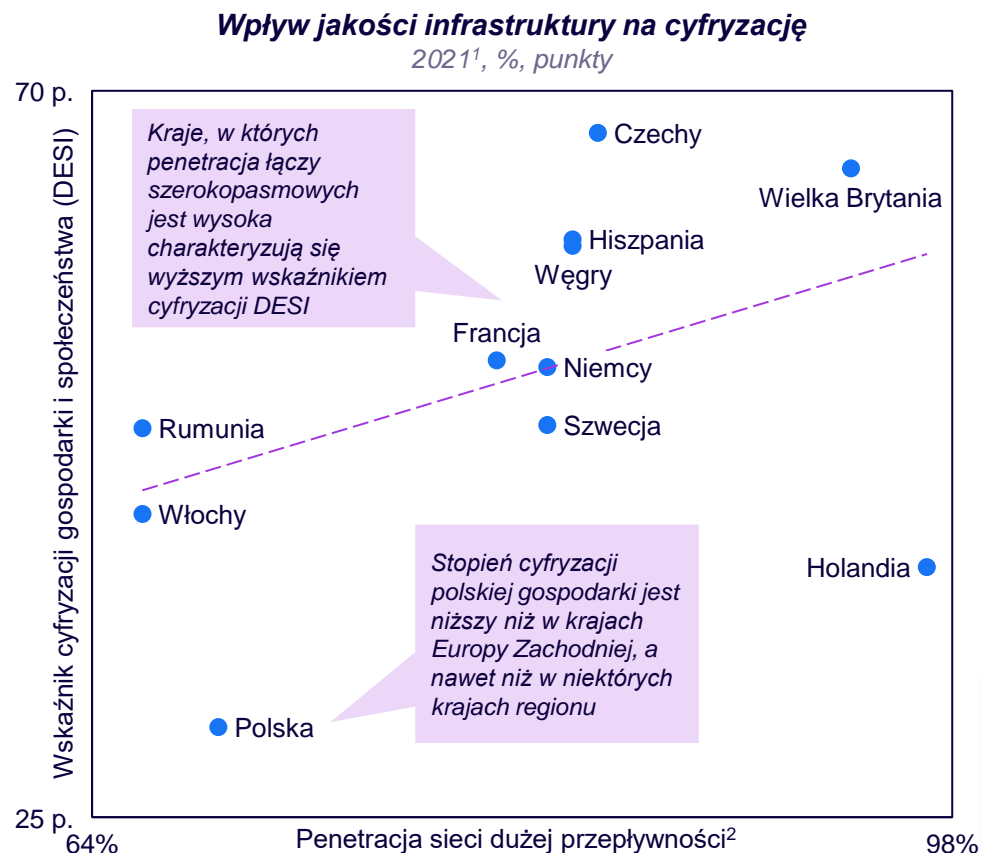 Wpływ jakości infrastruktury na cyfryzację
2021¹, %, punkty
70 p.
Wskaźnik cyfryzacji gospodarki i społeczeństwa (DESI)
Kraje, w których
penetracja łączy
szerokopasmowych
jest wysoka
charakteryzują się
wyższym wskaźnikiem
cyfryzacji DESI
Czechy
Wielka Brytania
Hiszpania
Węgry
Francja
Niemcy
Rumunia
Szwecja
Włochy
Stopień cyfryzacji
polskiej gospodarki jest
niższy niż w krajach
Europy Zachodniej, a
nawet niż w niektórych
krajach regionu
Holandia
Polska
25 p.
64%
Penetracja sieci dużej przepływności²
98%